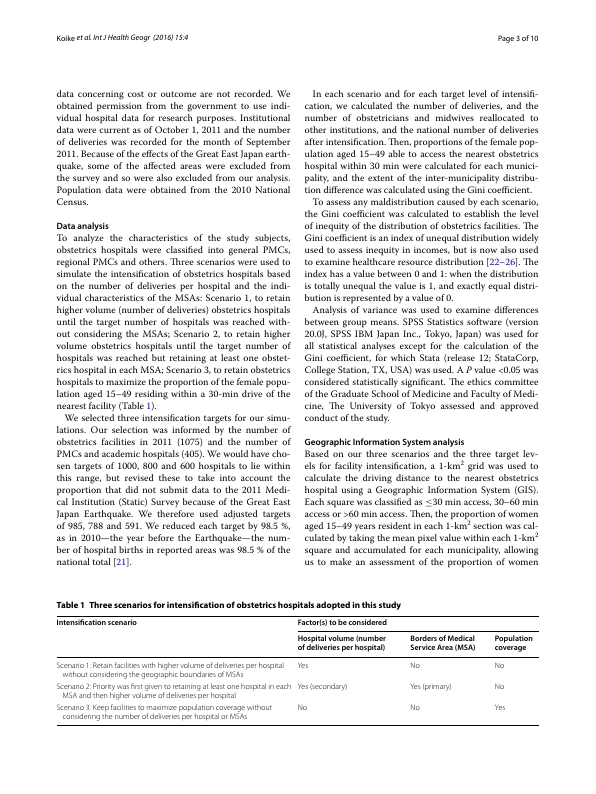 Koike et al. Int J Health Geogr (2016) 15:4
Page 3 of 10
data concerning cost or outcome are not recorded. We
obtained permission from the government to use indi-
vidual hospital data for research purposes. Institutional
data were current as of October 1, 2011 and the number
of deliveries was recorded for the month of September
2011. Because of the effects of the Great East Japan earth-
quake, some of the affected areas were excluded from
the survey and so were also excluded from our analysis.
Population data were obtained from the 2010 National
Census.
Data analysis
To analyze the characteristics of the study subjects,
obstetrics hospitals were classified into general PMCs,
regional PMCs and others. Three scenarios were used to
simulate the intensification of obstetrics hospitals based
on the number of deliveries per hospital and the indi-
vidual characteristics of the MSAs: Scenario 1, to retain
higher volume (number of deliveries) obstetrics hospitals
until the target number of hospitals was reached with-
out considering the MSAs; Scenario 2, to retain higher
volume obstetrics hospitals until the target number of
hospitals was reached but retaining at least one obstet-
rics hospital in each MSA; Scenario 3, to retain obstetrics
hospitals to maximize the proportion of the female popu-
lation aged 15–49 residing within a 30-min drive of the
nearest facility (Table 1).
We selected three intensification targets for our simu-
lations. Our selection was informed by the number of
obstetrics facilities in 2011 (1075) and the number of
PMCs and academic hospitals (405). We would have cho-
sen targets of 1000, 800 and 600 hospitals to lie within
this range, but revised these to take into account the
proportion that did not submit data to the 2011 Medi-
cal Institution (Static) Survey because of the Great East
Japan Earthquake. We therefore used adjusted targets
of 985, 788 and 591. We reduced each target by 98.5 %,
as in 2010—the year before the Earthquake—the num-
ber of hospital births in reported areas was 98.5 % of the
national total [21].
In each scenario and for each target level of intensifi-
cation, we calculated the number of deliveries, and the
number of obstetricians and midwives reallocated to
other institutions, and the national number of deliveries
after intensification. Then, proportions of the female pop-
ulation aged 15–49 able to access the nearest obstetrics
hospital within 30 min were calculated for each munici-
pality, and the extent of the inter-municipality distribu-
tion difference was calculated using the Gini coefficient.
To assess any maldistribution caused by each scenario,
the Gini coefficient was calculated to establish the level
of inequity of the distribution of obstetrics facilities. The
Gini coefficient is an index of unequal distribution widely
used to assess inequity in incomes, but is now also used
to examine healthcare resource distribution [22–26]. The
index has a value between 0 and 1: when the distribution
is totally unequal the value is 1, and exactly equal distri-
bution is represented by a value of 0.
Analysis of variance was used to examine differences
between group means. SPSS Statistics software (version
20.0J, SPSS IBM Japan Inc., Tokyo, Japan) was used for
all statistical analyses except for the calculation of the
Gini coefficient, for which Stata (release 12; StataCorp,
College Station, TX, USA) was used. A P value <0.05 was
considered statistically significant. The ethics committee
of the Graduate School of Medicine and Faculty of Medi-
cine, The University of Tokyo assessed and approved
conduct of the study.
Geographic Information System analysis
Based on our three scenarios and the three target lev-
els for facility intensification, a 1-km² grid was used to
calculate the driving distance to the nearest obstetrics
hospital using a Geographic Information System (GIS).
Each square was classified as ≤30 min access, 30–60 min
access or >60 min access. Then, the proportion of women
aged 15–49 years resident in each 1-km² section was cal-
culated by taking the mean pixel value within each 1-km²
square and accumulated for each municipality, allowing
us to make an assessment of the proportion of women
Table 1 Three scenarios for intensification of obstetrics hospitals adopted in this study
Intensification scenario
Factor(s) to be considered
Hospital volume (number
of deliveries per hospital)
Borders of Medical
Service Area (MSA)
Population
coverage
Scenario 1: Retain facilities with higher volume of deliveries per hospital
without considering the geographic boundaries of MSAs
Yes
No
No
Scenario 2: Priority was first given to retaining at least one hospital in each
MSA and then higher volume of deliveries per hospital
Yes (secondary)
Yes (primary)
No
Scenario 3: Keep facilities to maximize population coverage without
considering the number of deliveries per hospital or MSAs
No
No
Yes